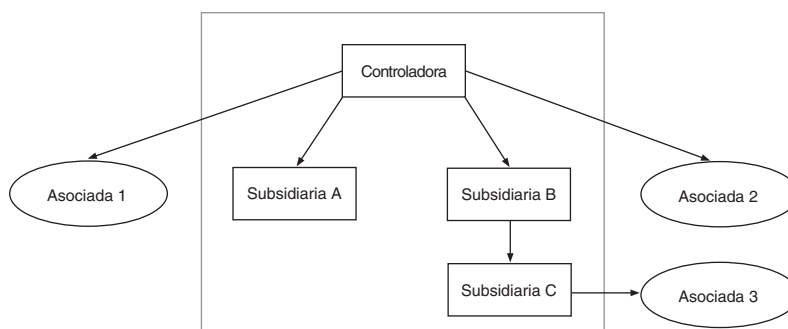 Controladora
Asociada 1
Subsidiaria A
Subsidiaria B
Asociada 2
Subsidiaria C
Asociada 3